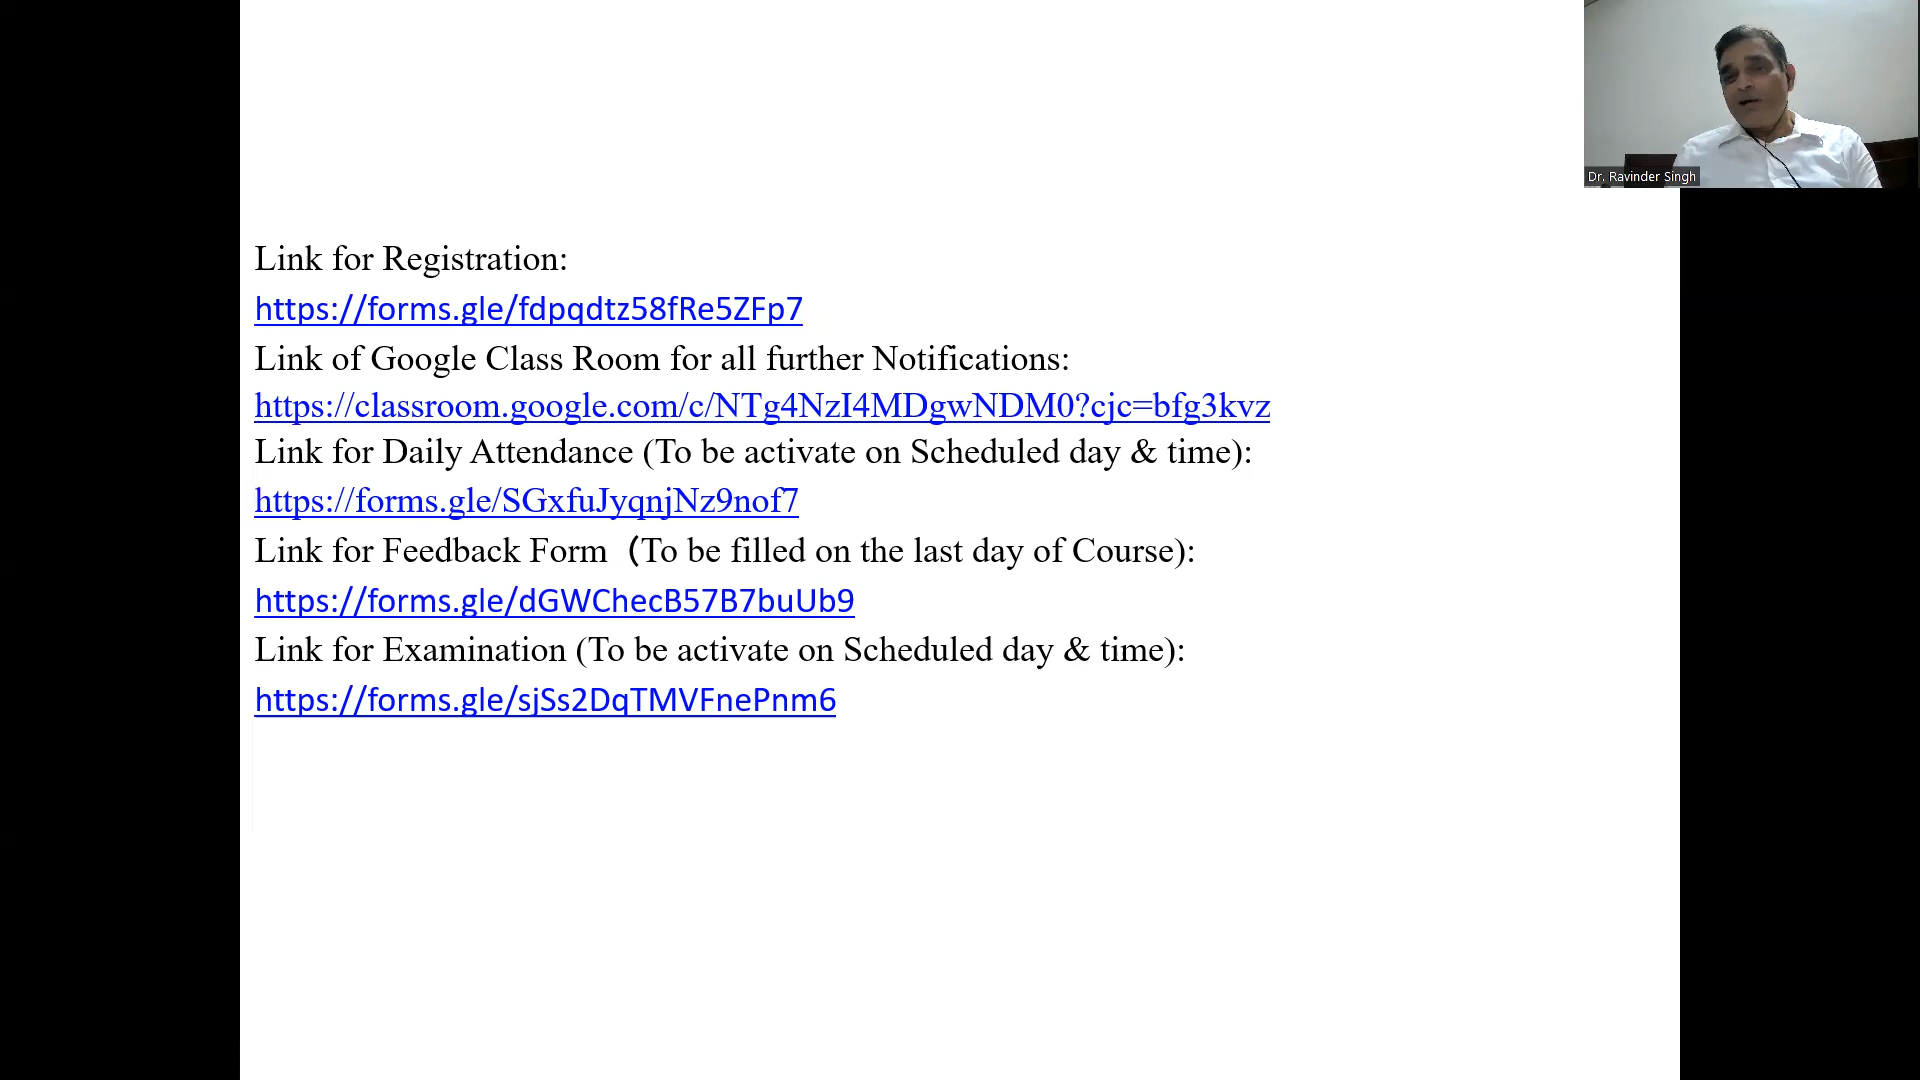 Dr. Ravinder Singh
Link for Registration:
https://forms.gle/fdpqdtz58fRe5ZFp7
Link of Google Class Room for all further Notifications:
https://classroom.google.com/c/NTg4NzI4MDgwNDM0?cjc=bfg3kvz
Link for Daily Attendance (To be activate on Scheduled day & time):
https://forms.gle/SGxfuJyqnjNz9nof7
Link for Feedback Form (To be filled on the last day of Course):
https://forms.gle/dGWChecB57B7buUb9
Link for Examination (To be activate on Scheduled day & time):
https://forms.gle/sjSs2DqTMVFnePnm6